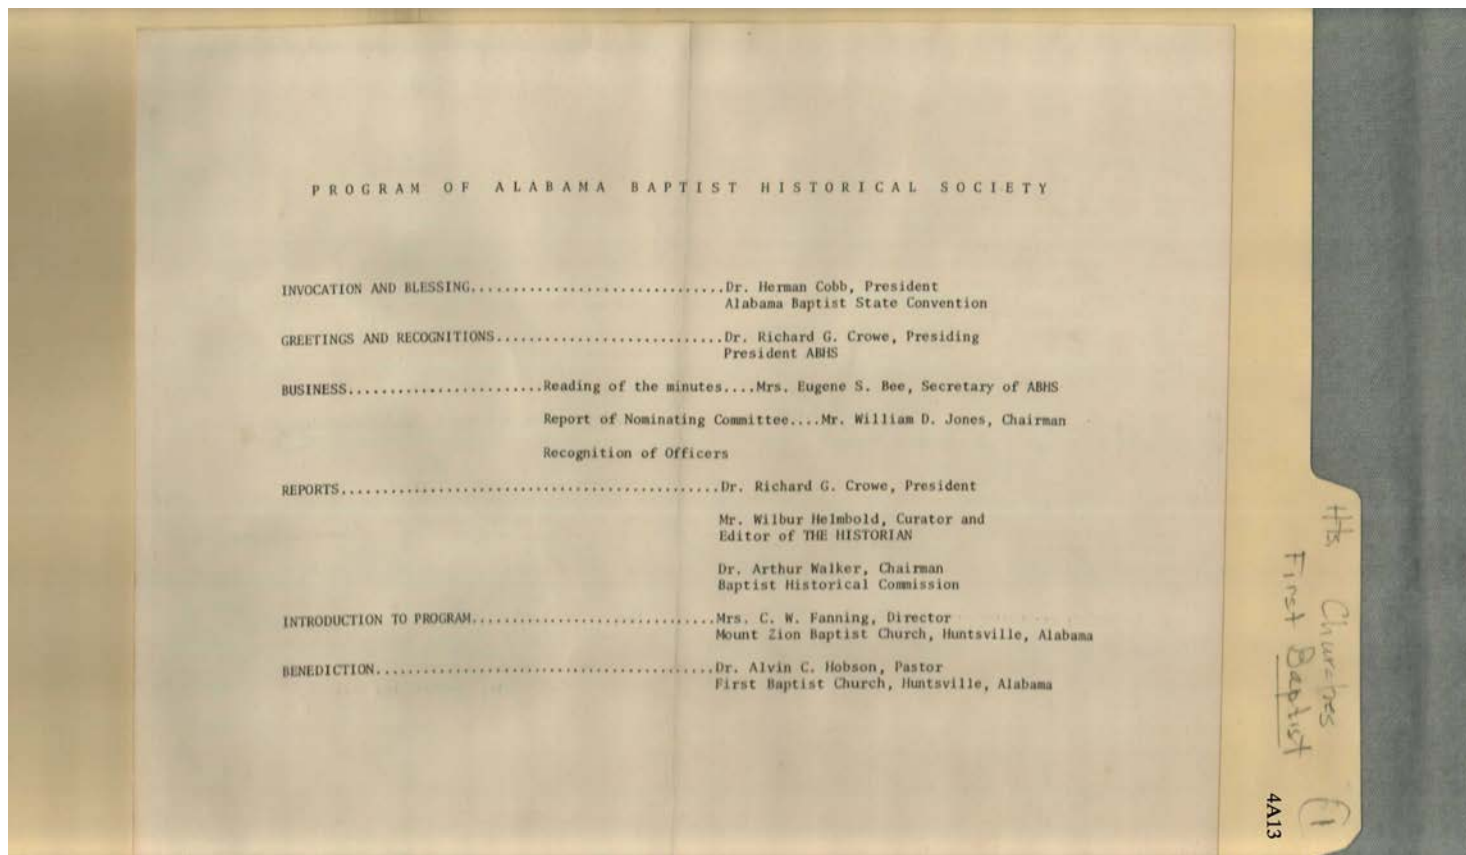 PROGRAM OF ALABAMA BAPTIST HISTORICAL SOCIETY
INVOCATION AND BLESSING..............................Dr. Herman Cobb, President
Alabama Baptist State Convention
GREETINGS AND RECOGNITIONS...........................Dr. Richard G. Crowe, Presiding
President ABHS
BUSINESS.......................Reading of the minutes....Mrs. Eugene S. Bee, Secretary of ABHS
Report of Nominating Committee....Mr. William D. Jones, Chairman
Recognition of Officers
REPORTS..............................................Dr. Richard G. Crowe, President
Mr. Wilbur Helmbold, Curator and
Editor of THE HISTORIAN
Dr. Arthur Walker, Chairman
Baptist Historical Commission
INTRODUCTION TO PROGRAM.............................Mrs. C. W. Fanning, Director
Mount Zion Baptist Church, Huntsville, Alabama
BENEDICTION.........................................Dr. Alvin C. Hobson, Pastor
First Baptist Church, Huntsville, Alabama
Churches
First Baptist
4A13